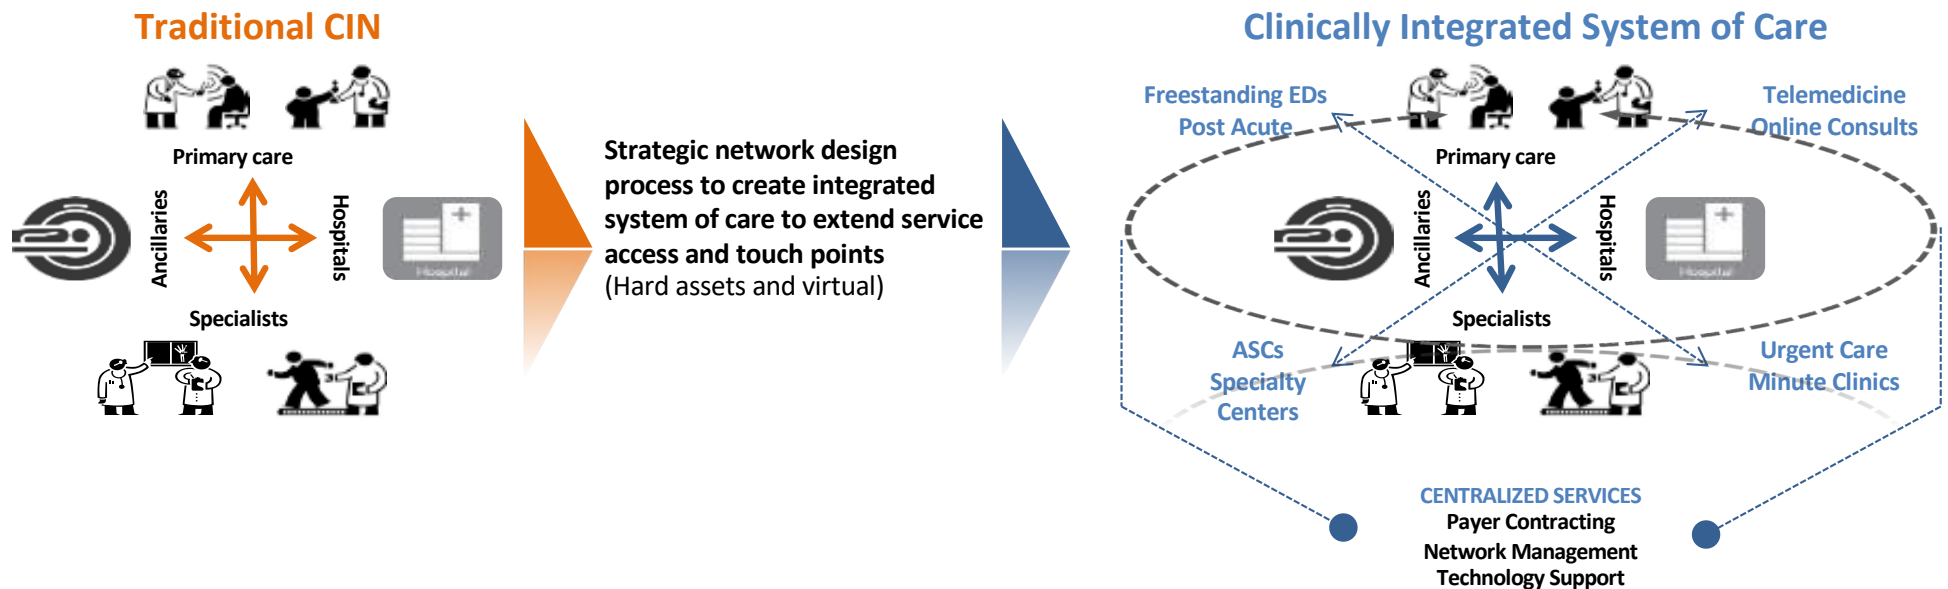 Traditional CIN
Primary care
Ancillaries
Hospitals
Hospital
Specialists
Strategic network design
process to create integrated
system of care to extend service
access and touch points
(Hard assets and virtual)
Clinically Integrated System of Care
Freestanding EDs
Post Acute
Telemedicine
Online Consults
Primary care
Ancillaries
Hospitals
Hospital
Specialists
ASCs
Specialty
Centers
Urgent Care
Minute Clinics
CENTRALIZED SERVICES
Payer Contracting
Network Management
Technology Support